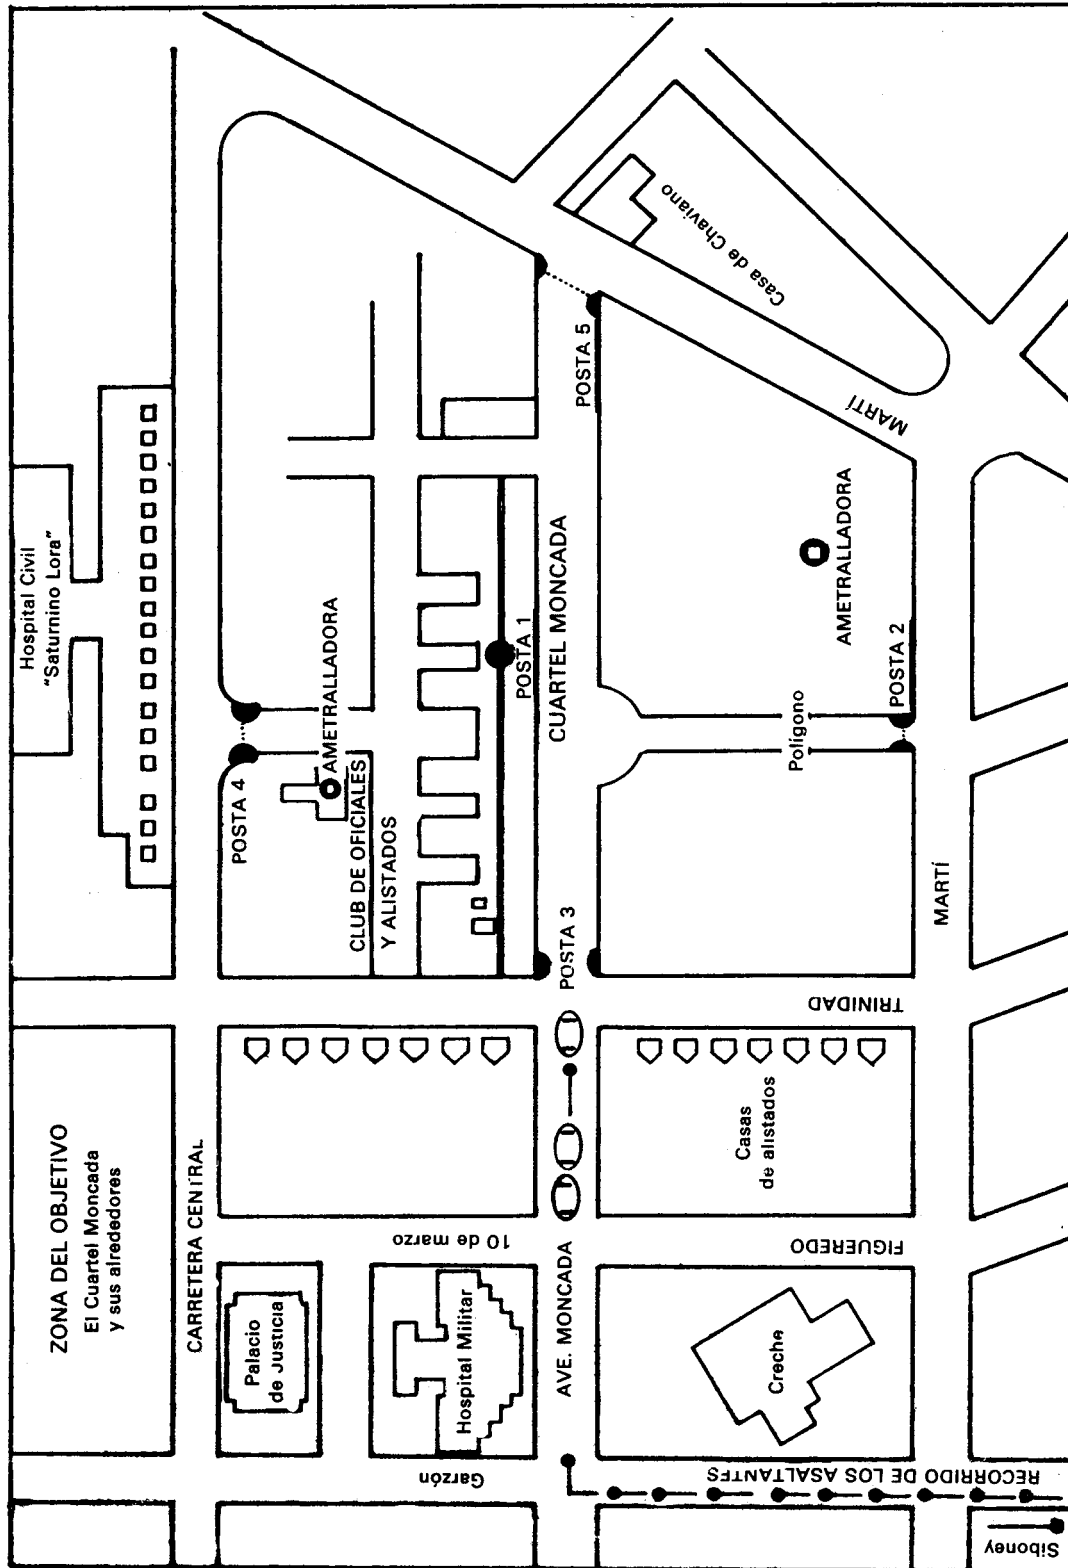 ZONA DEL OBJETIVO
El Cuartel Moncada
y sus alrededores
Hospital Civil
"Saturnino Lora"
CARRETERA CENTRAL
Palacio
de Justicia
POSTA 4
AMETRALLADORA
CLUB DE OFICIALES
Y ALISTADOS
10 de marzo
Hospital Militar
Garzón
POSTA 1
CUARTEL MONCADA
AVE. MONCADA
POSTA 3
POSTA 5
Casa de Chaviano
MARTÍ
AMETRALLADORA
POSTA 2
Polígono
MARTÍ
TRINIDAD
Casas
de alistados
FIGUEREDO
Creche
RECORRIDO DE LOS ASALTANTES
Siboney